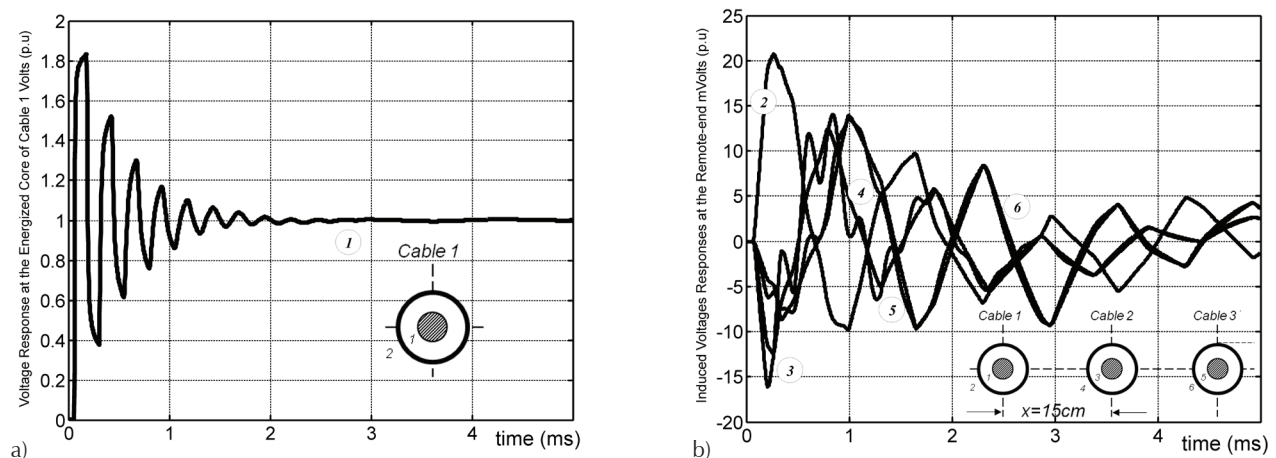 Voltage Response at the Energized Core of Cable 1 Volts (p.u)
2
1.8
1.6
1.4
1.2
1
0.8
0.6
0.4
0.2
0
0 1 2 3 4
time (ms)
1
Cable 1
1
2
a)
Induced Voltages Responses at the Remote-end mVolts (p.u)
25
20
15
10
5
0
-5
-10
-15
-20
0 1 2 3 4
time (ms)
2
4
6
5
3
Cable 1 Cable 2 Cable 3
1 3 5
2 4 6
x=15cm
b)